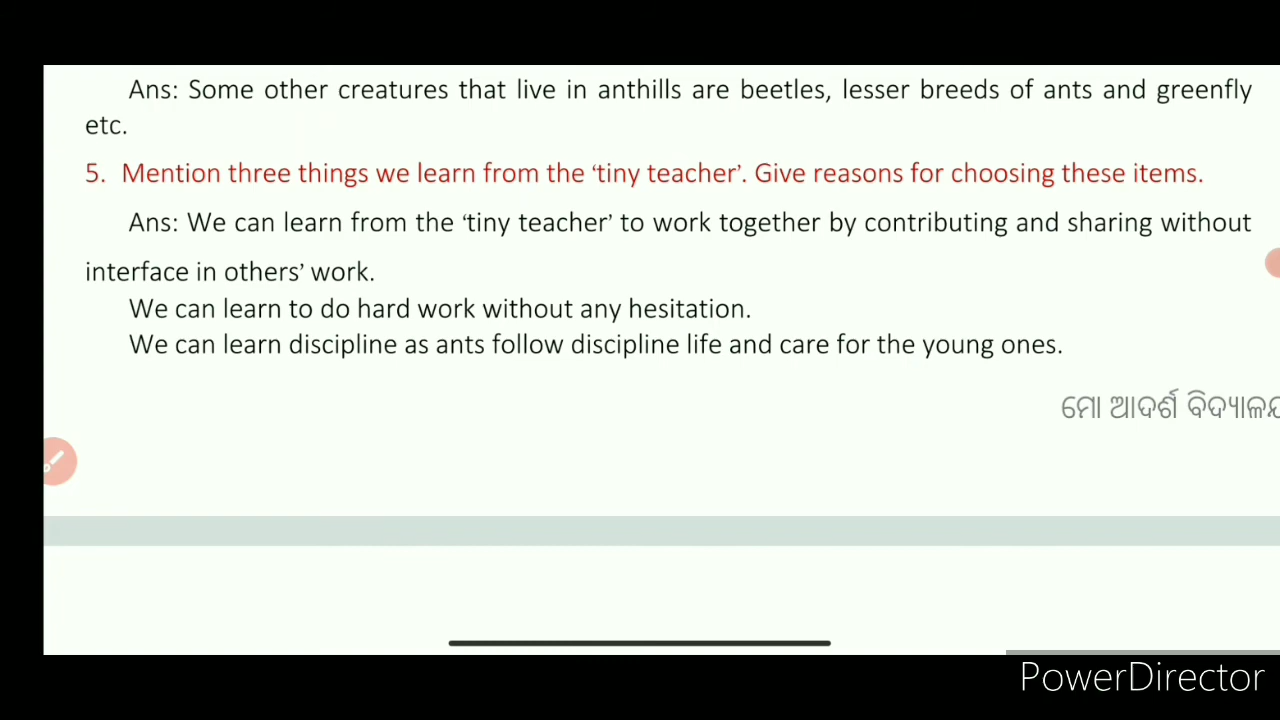 Ans: Some other creatures that live in anthills are beetles, lesser breeds of ants and greenfly
etc.
5. Mention three things we learn from the ‘tiny teacher’. Give reasons for choosing these items.
Ans: We can learn from the ‘tiny teacher’ to work together by contributing and sharing without
interface in others’ work.
We can learn to do hard work without any hesitation.
We can learn discipline as ants follow discipline life and care for the young ones.
ମୋ ଆଦର୍ଶ ବିଦ୍ୟାଳୟ
PowerDirector